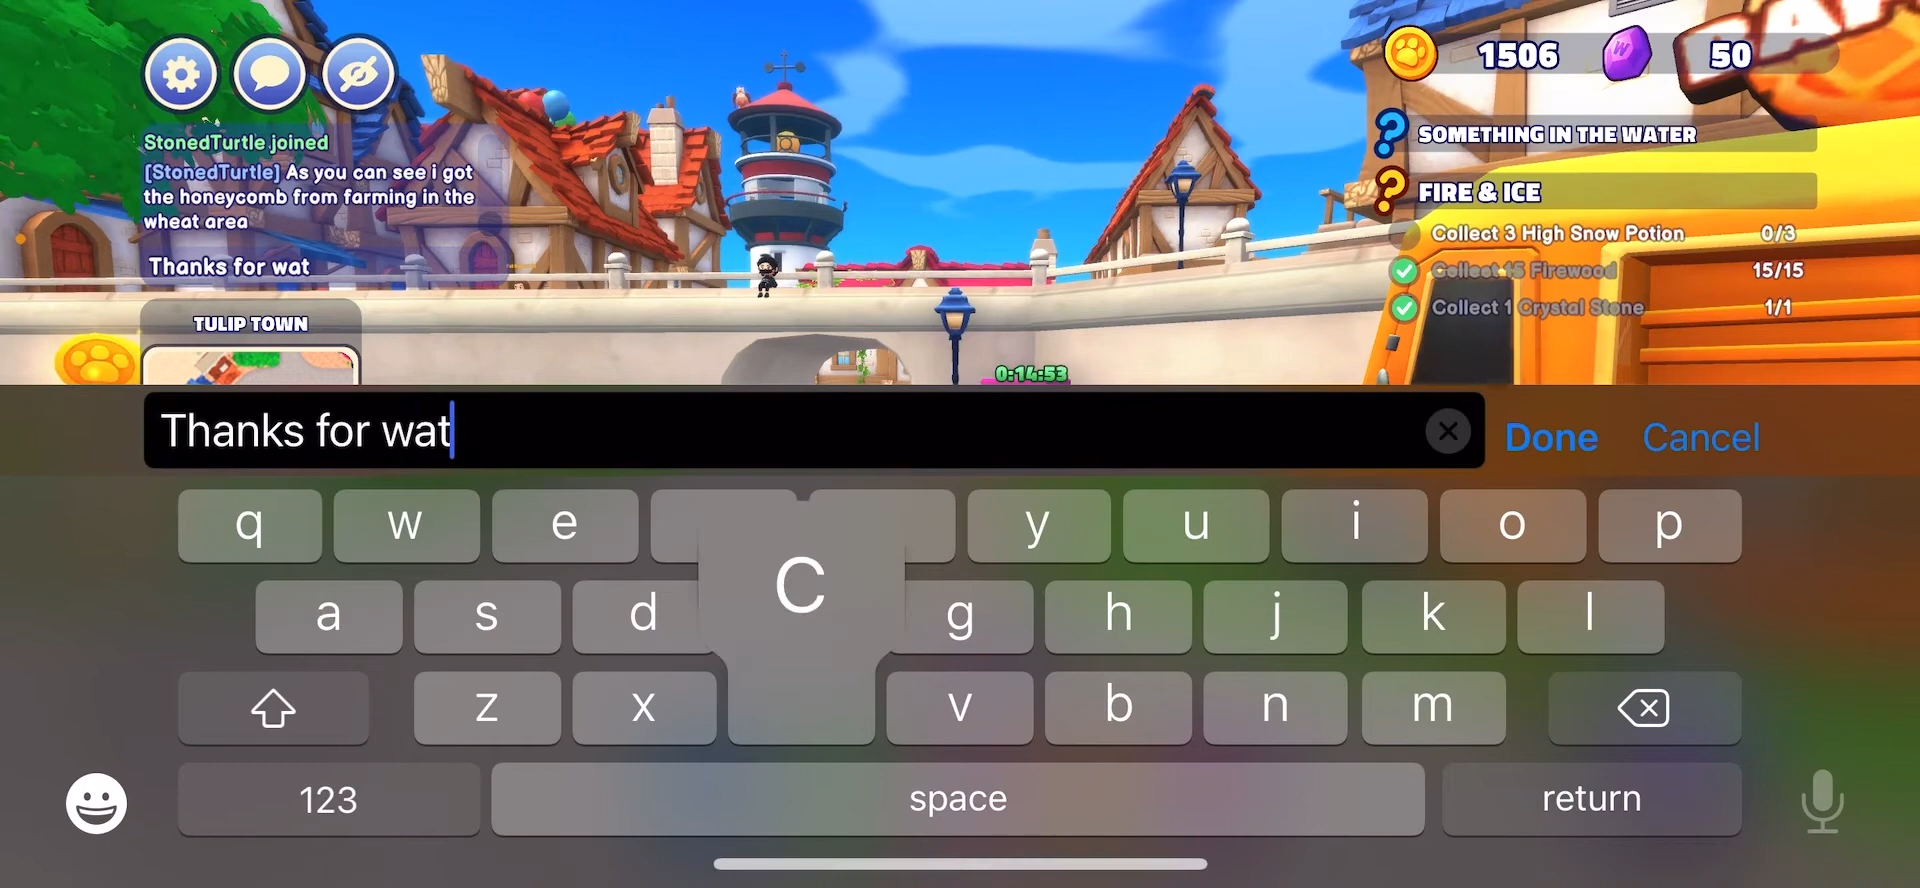 1506
50
StonedTurtle joined
[StonedTurtle] As you can see i got
the honeycomb from farming in the
wheat area
Thanks for wat
TULIP TOWN
SOMETHING IN THE WATER
FIRE & ICE
Collect 3 High Snow Potion 0/3
Collect 15 Firewood 15/15
Collect 1 Crystal Stone 1/1
0:14:53
Thanks for wat
Done Cancel
q w e y u i o p
a s d C g h j k l
z x v b n m
123 space return